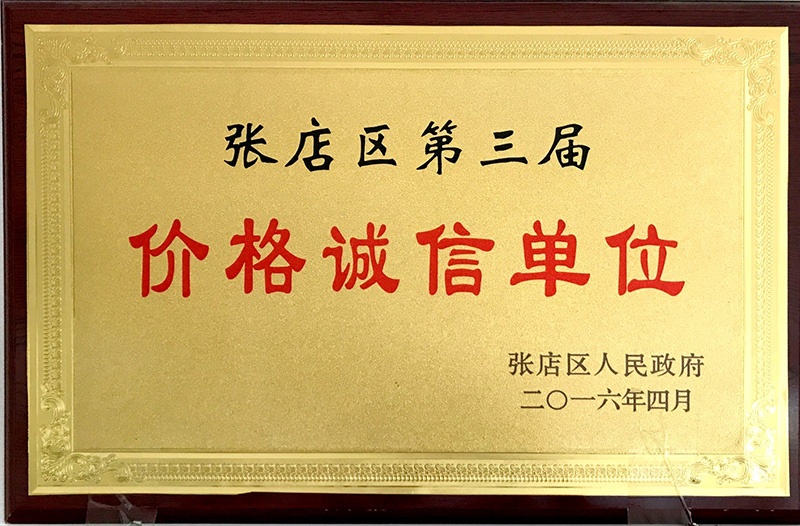 张店区第三届
价格诚信单位
张店区人民政府
二〇一六年四月